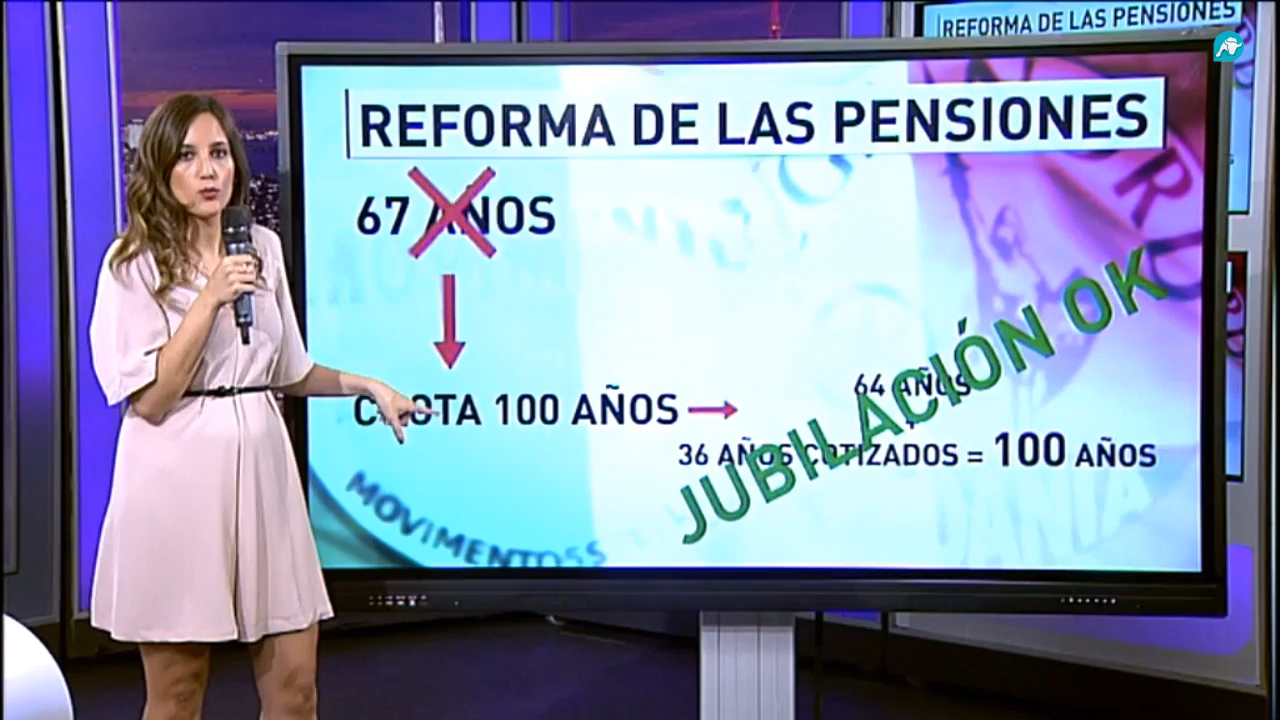 REFORMA DE LAS PENSIONES
REFORMA DE LAS PENSIONES
67 AÑOS
CUOTA 100 AÑOS
64 AÑOS
36 AÑOS COTIZADOS = 100 AÑOS
JUBILACIÓN OK
MOVIMENTO